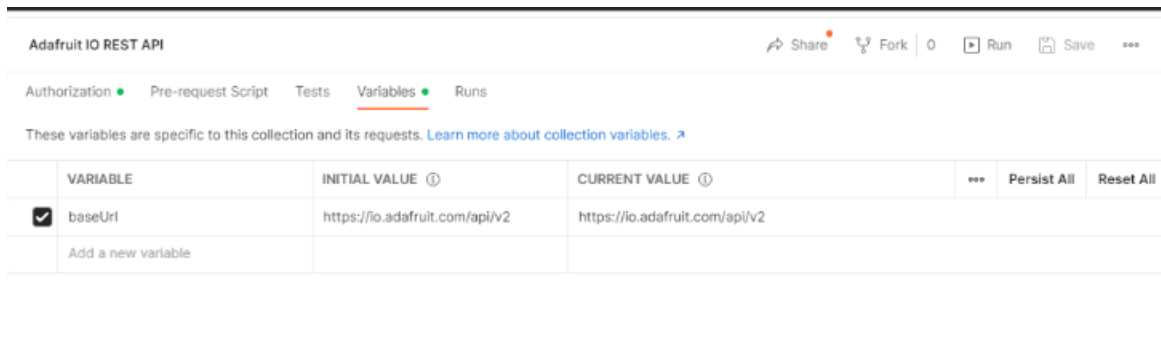 Adafruit IO REST API Share Fork 0 Run Save
Authorization Pre-request Script Tests Variables Runs
These variables are specific to this collection and its requests. Learn more about collection variables. ↗
VARIABLE INITIAL VALUE CURRENT VALUE Persist All Reset All
baseUrl https://io.adafruit.com/api/v2 https://io.adafruit.com/api/v2
Add a new variable